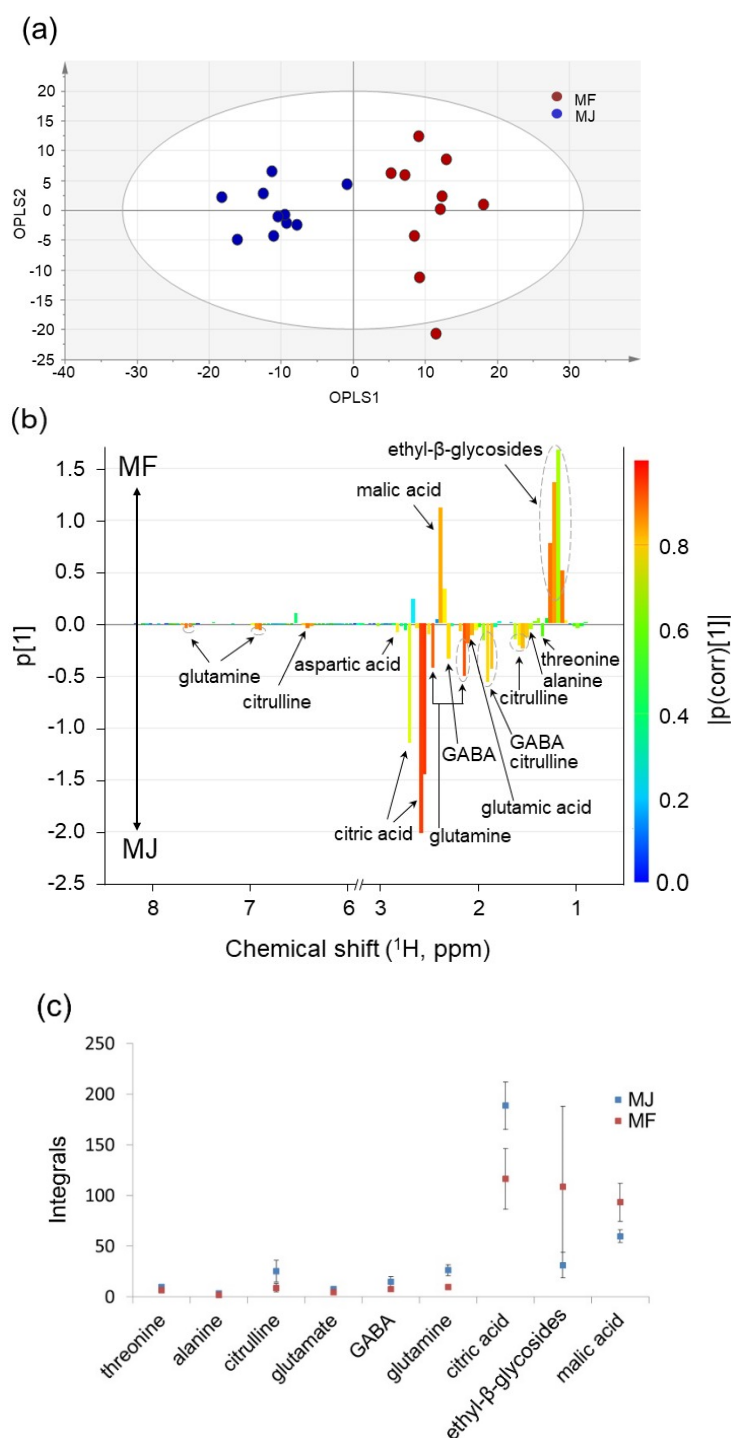 (a)
MF
MJ
20
15
10
5
0
-5
-10
-15
-20
-25
OPLS2
-40 -30 -20 -10 0 10 20 30
OPLS1
(b)
MF
MJ
ethyl-β-glycosides
malic acid
glutamine
citrulline
aspartic acid
threonine
alanine
citrulline
GABA
GABA
citrulline
glutamic acid
citric acid
glutamine
1.5
1.0
0.5
0.0
-0.5
-1.0
-1.5
-2.0
-2.5
p[1]
8 7 6 3 2 1
Chemical shift (¹H, ppm)
0.8
0.6
0.4
0.2
0.0
|p(corr)[1]|
(c)
250
200
150
100
50
0
Integrals
MJ
MF
threonine
alanine
citrulline
glutamate
GABA
glutamine
citric acid
ethyl-β-glycosides
malic acid